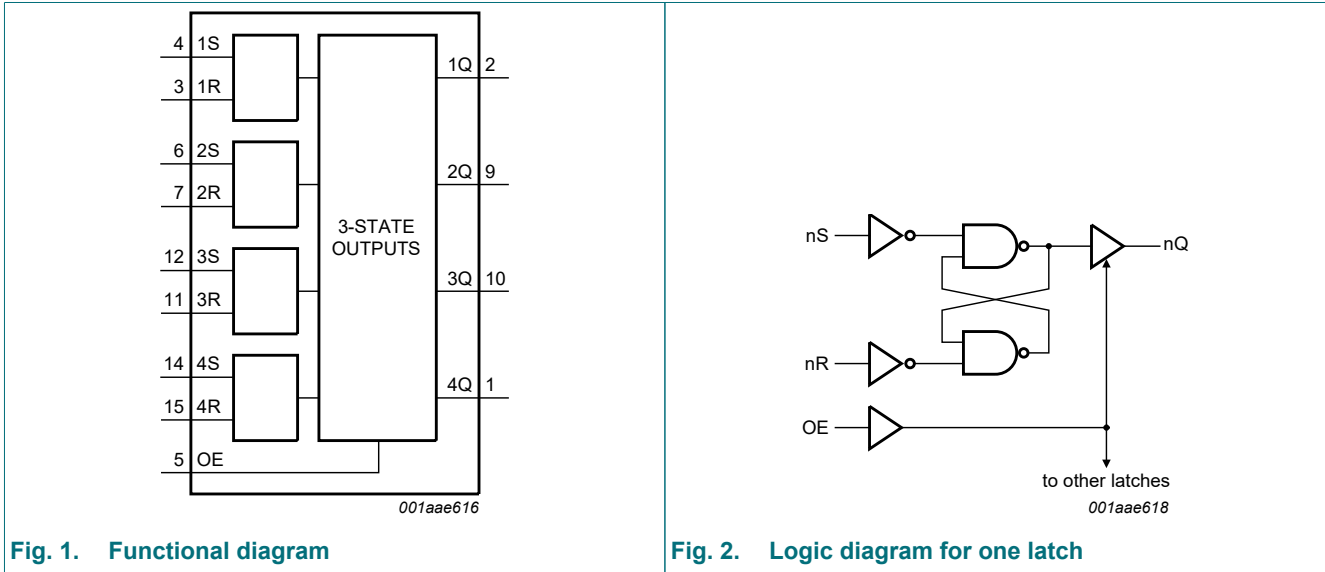 4 1S
3 1R
1Q 2
6 2S
7 2R
2Q 9
3-STATE
OUTPUTS
12 3S
11 3R
3Q 10
14 4S
15 4R
4Q 1
5 OE
001aae616
Fig. 1. Functional diagram
nS
nQ
nR
OE
to other latches
001aae618
Fig. 2. Logic diagram for one latch